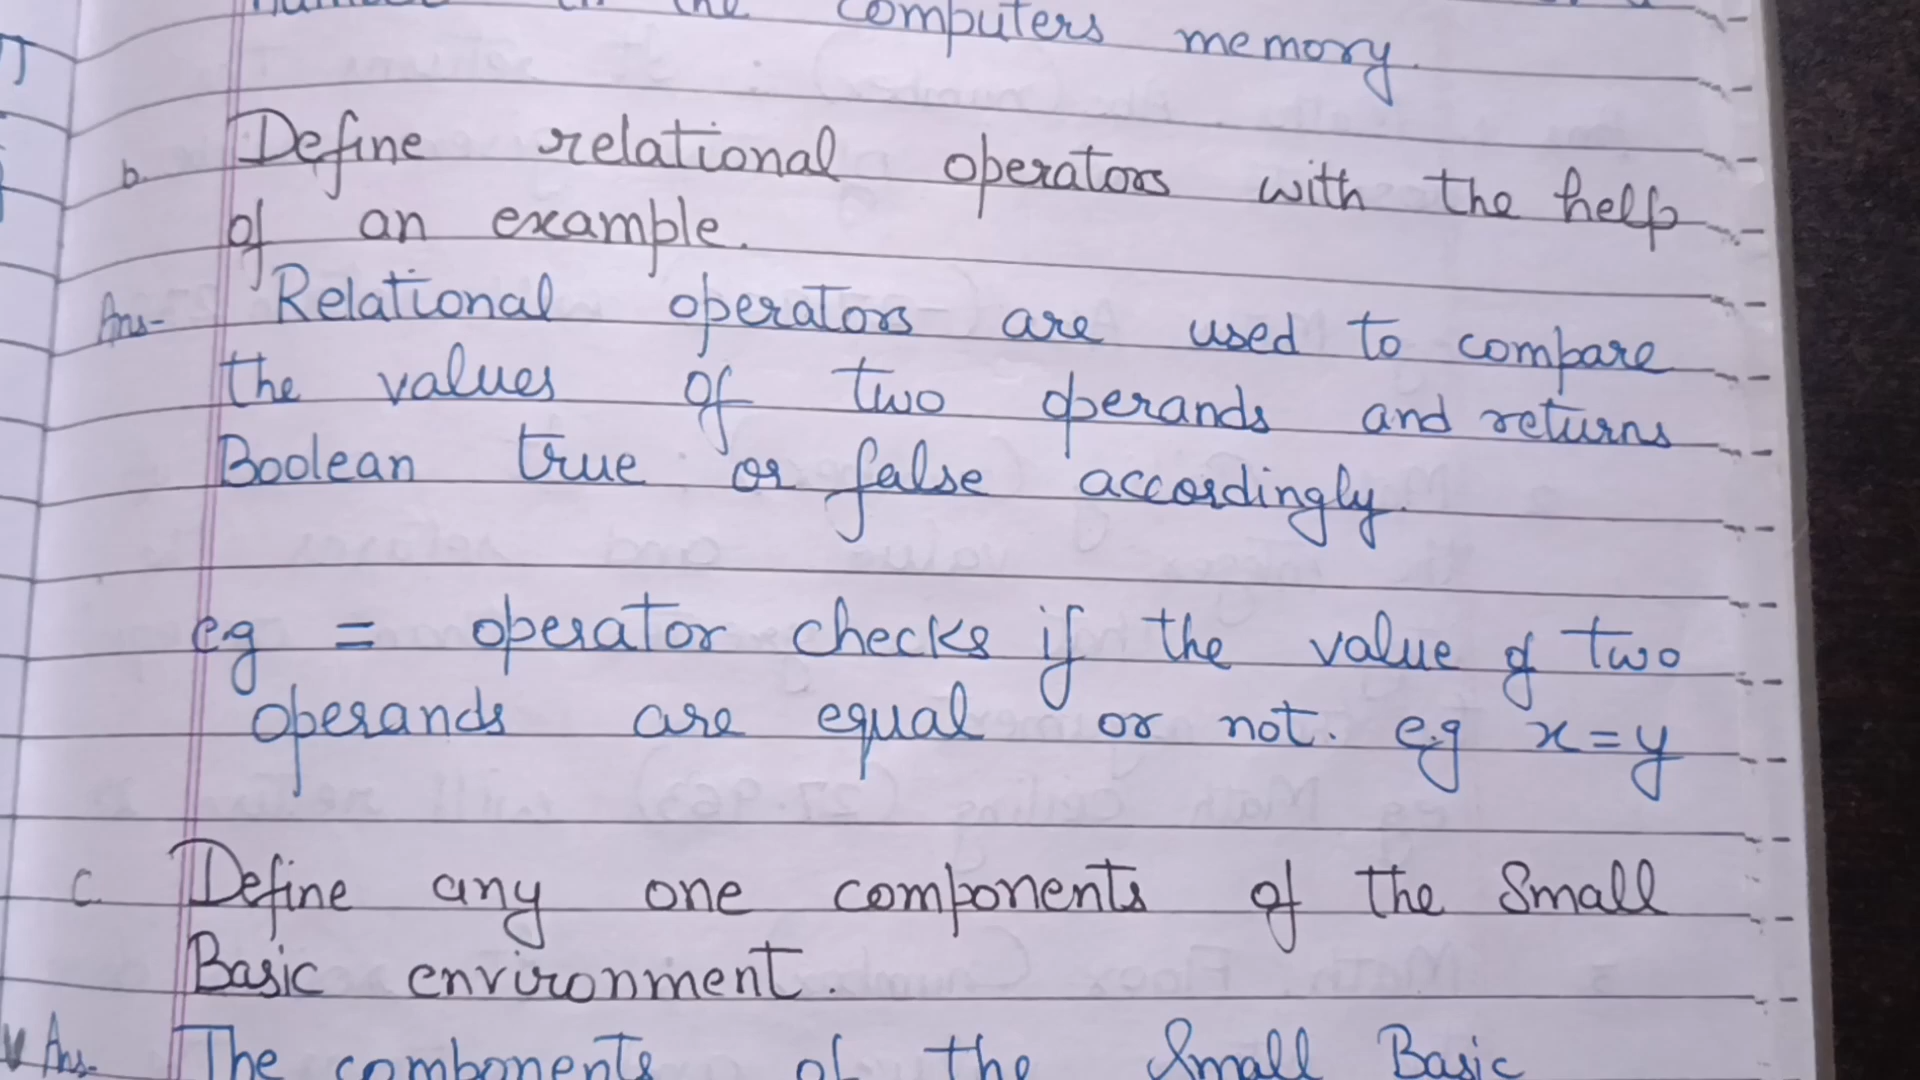 the computers memory.
b. Define relational operators with the help
of an example.
Ans- Relational operators are used to compare
the values of two operands and returns
Boolean true or false accordingly.
eg = operator checks if the value of two
operands are equal or not. e.g x=y
c. Define any one components of the Small
Basic environment.
Ans. The components of the Small Basic